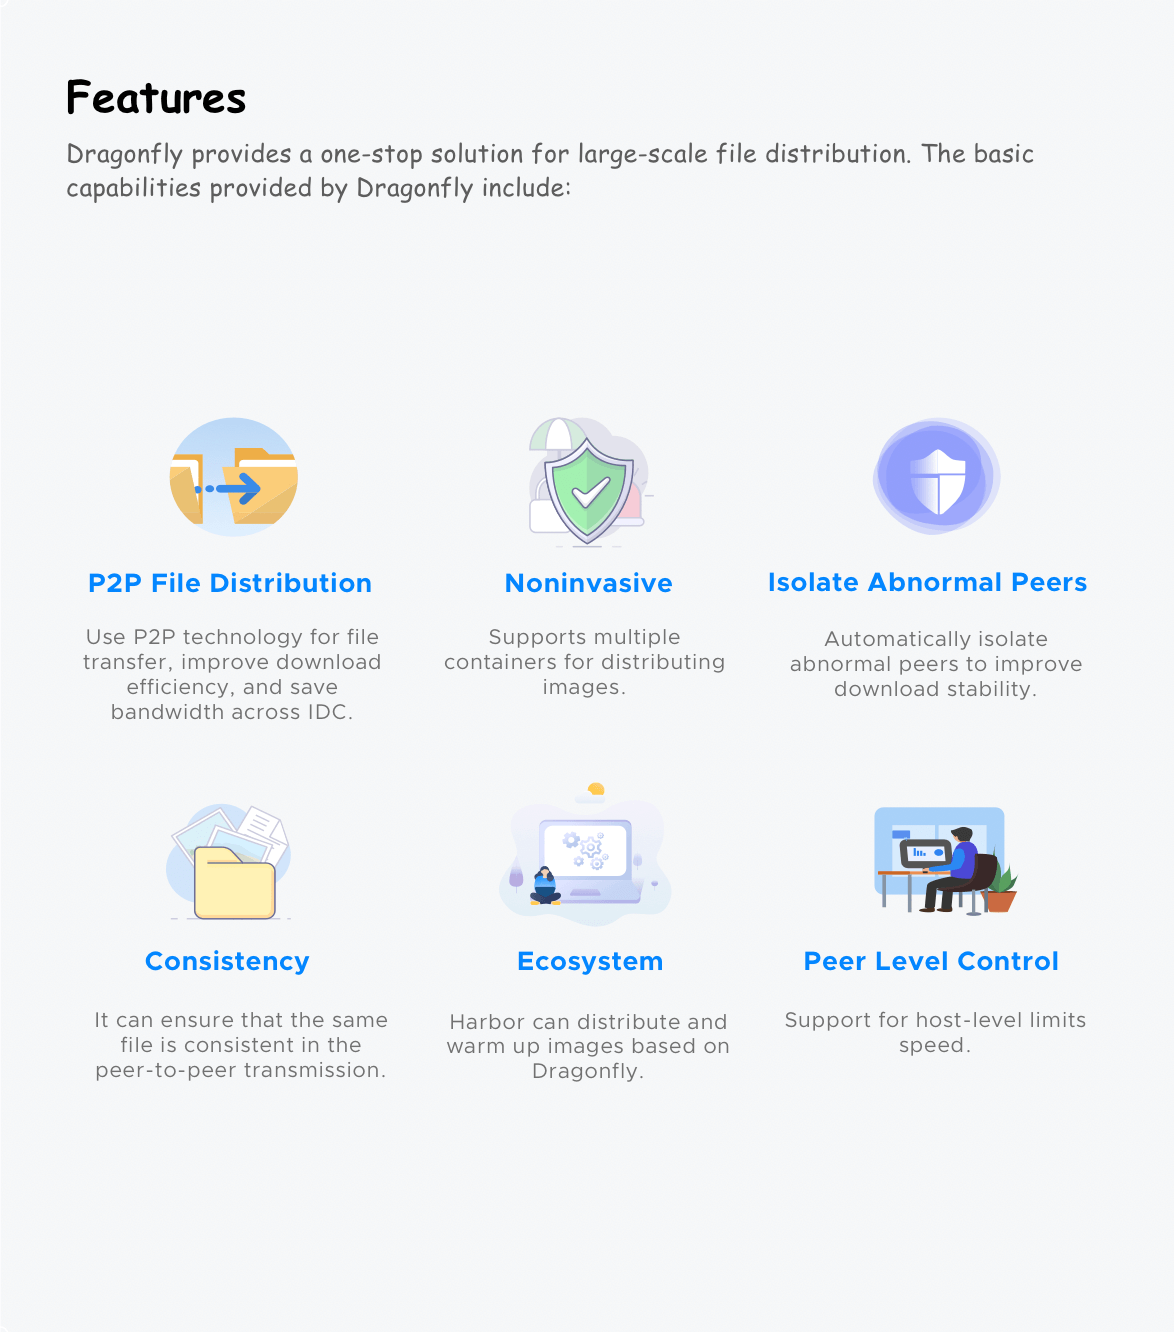 Features
Dragonfly provides a one-stop solution for large-scale file distribution. The basic
capabilities provided by Dragonfly include:
P2P File Distribution
Use P2P technology for file
transfer, improve download
efficiency, and save
bandwidth across IDC.
Noninvasive
Supports multiple
containers for distributing
images.
Isolate Abnormal Peers
Automatically isolate
abnormal peers to improve
download stability.
Consistency
It can ensure that the same
file is consistent in the
peer-to-peer transmission.
Ecosystem
Harbor can distribute and
warm up images based on
Dragonfly.
Peer Level Control
Support for host-level limits
speed.